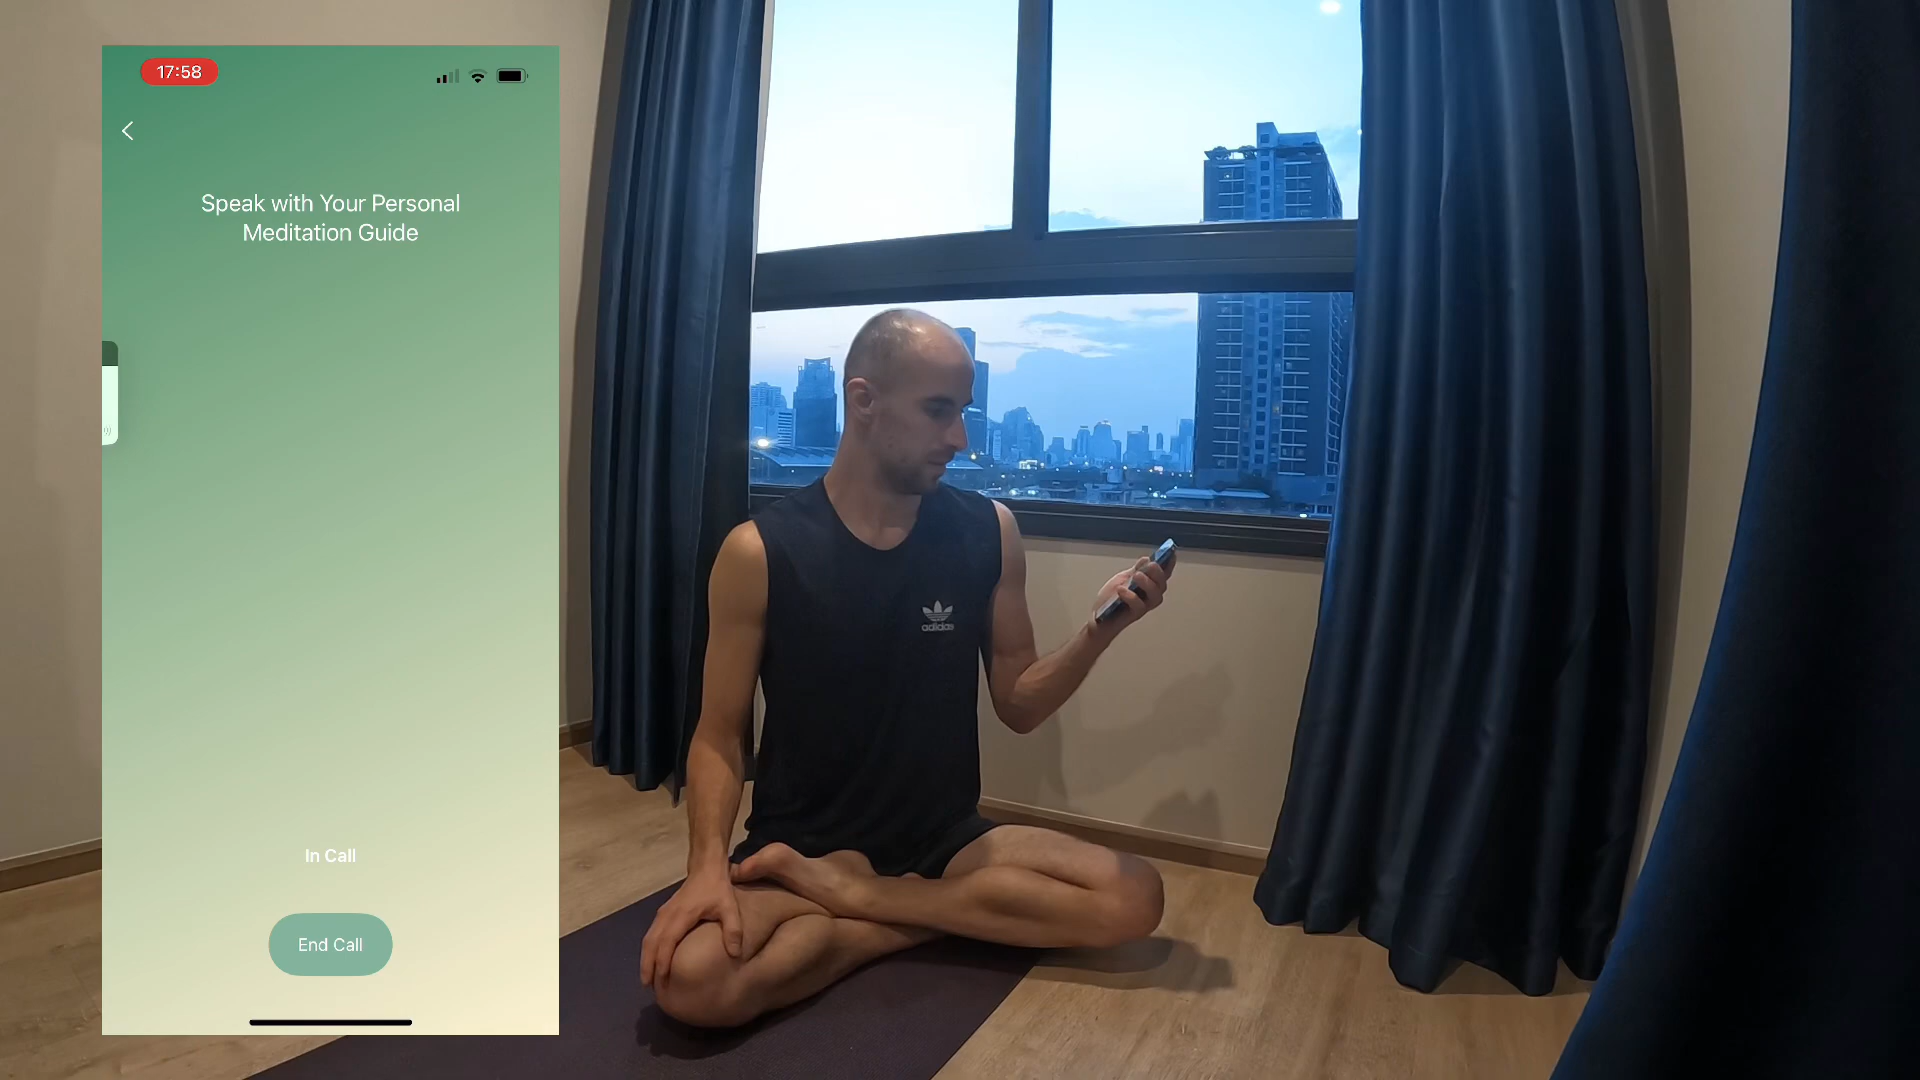 17:58
Speak with Your Personal
Meditation Guide
In Call
End Call
adidas